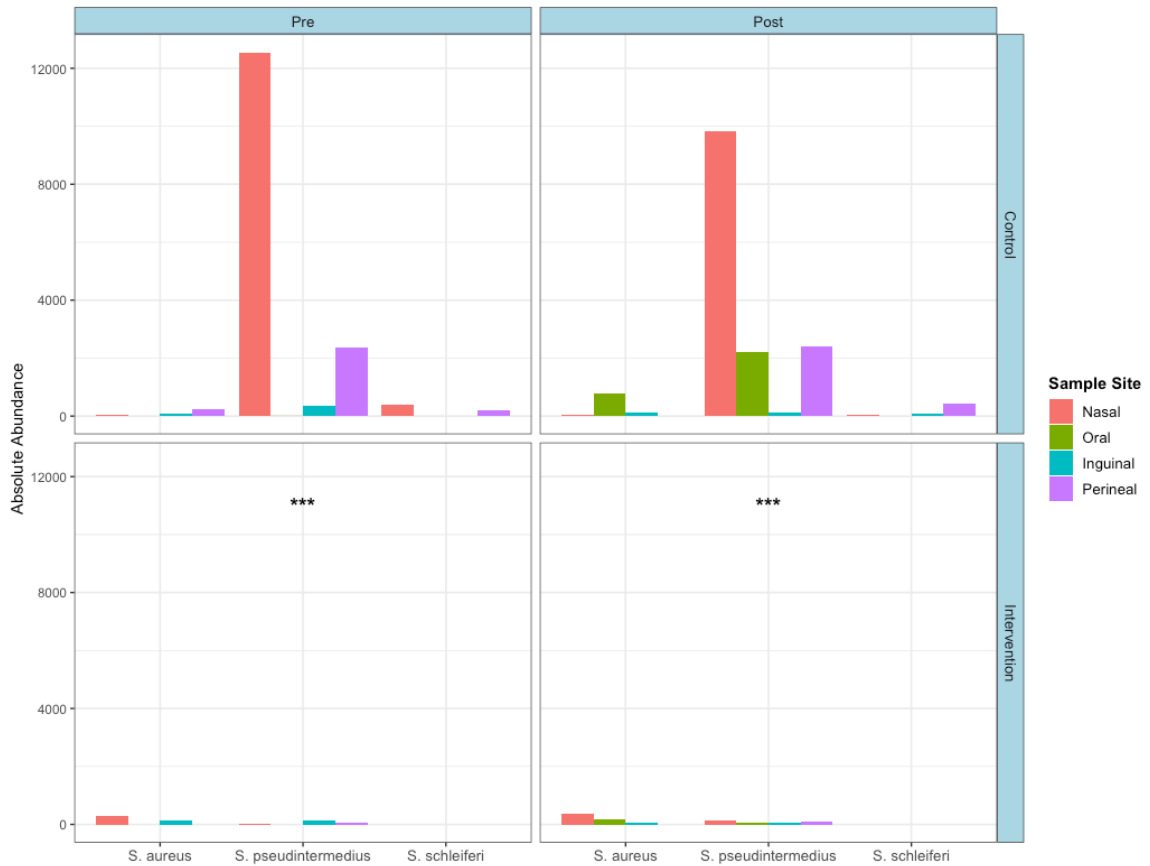 Pre
Post
Absolute Abundance
12000
8000
4000
0
Control
12000
8000
4000
0
***
***
Intervention
S. aureus
S. pseudintermedius
S. schleiferi
S. aureus
S. pseudintermedius
S. schleiferi
Sample Site
Nasal
Oral
Inguinal
Perineal